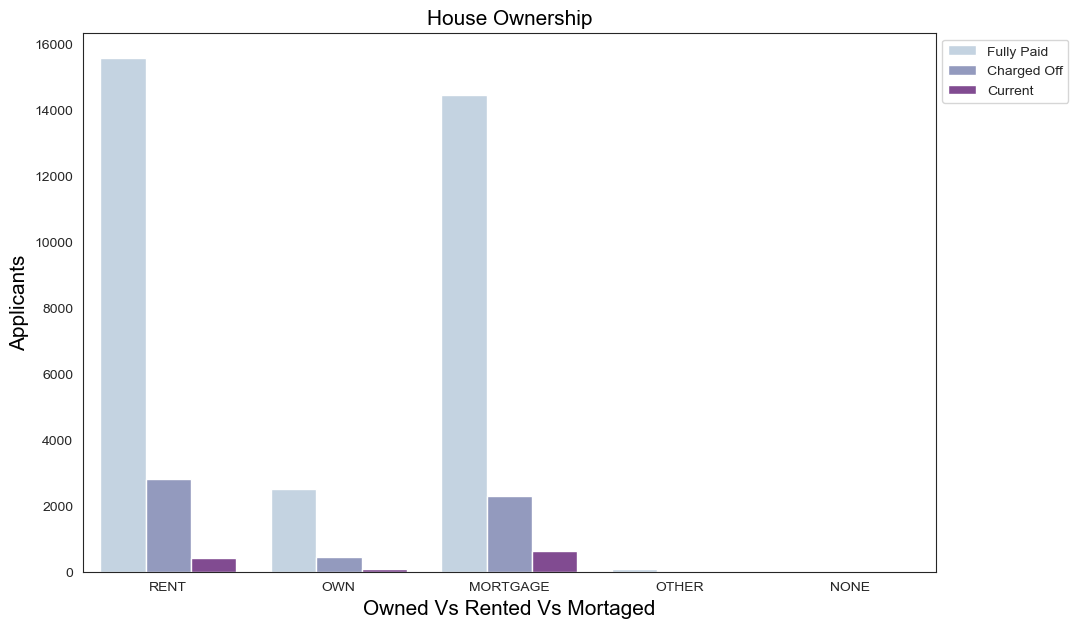 House Ownership
Fully Paid
Charged Off
Current
Applicants
16000
14000
12000
10000
8000
6000
4000
2000
0
RENT
OWN
MORTGAGE
OTHER
NONE
Owned Vs Rented Vs Mortaged